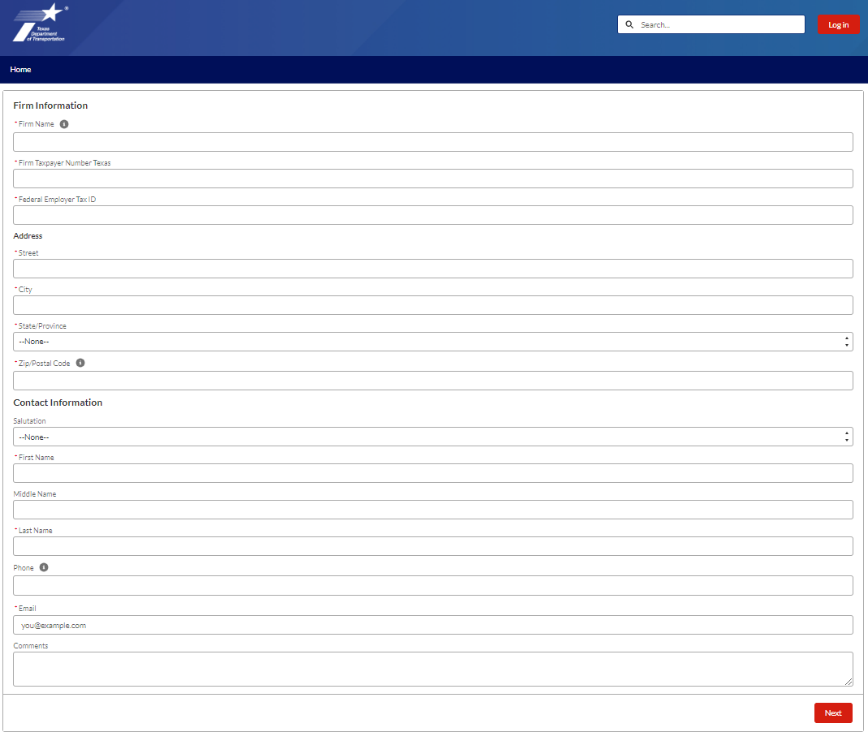 Texas
Department
of Transportation
Search...
Log in
Home
Firm Information
* Firm Name
* Firm Taxpayer Number Texas
* Federal Employer Tax ID
Address
* Street
* City
* State/Province
--None--
* Zip/Postal Code
Contact Information
Salutation
--None--
* First Name
Middle Name
* Last Name
Phone
* Email
you@example.com
Comments
Next